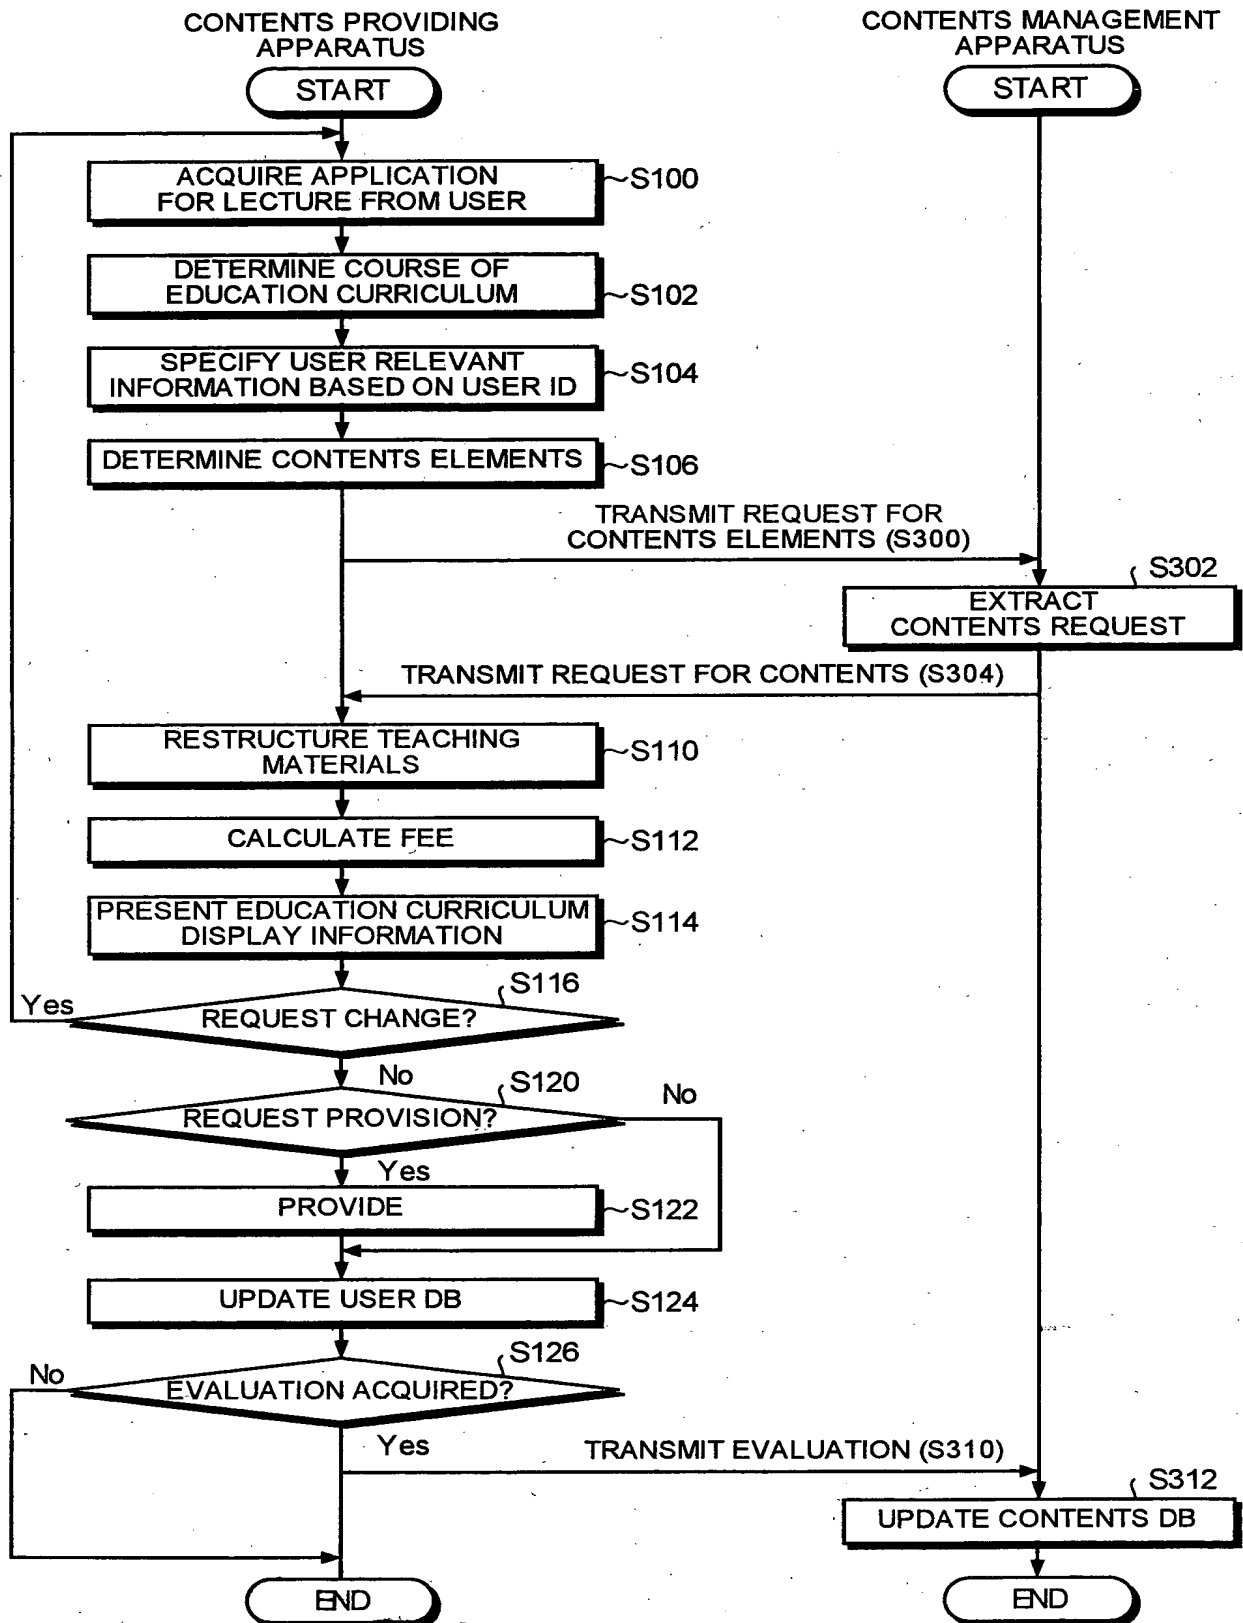 CONTENTS PROVIDING
APPARATUS
CONTENTS MANAGEMENT
APPARATUS
START
START
ACQUIRE APPLICATION
FOR LECTURE FROM USER
S100
DETERMINE COURSE OF
EDUCATION CURRICULUM
S102
SPECIFY USER RELEVANT
INFORMATION BASED ON USER ID
S104
DETERMINE CONTENTS ELEMENTS
S106
TRANSMIT REQUEST FOR
CONTENTS ELEMENTS (S300)
S302
EXTRACT
CONTENTS REQUEST
TRANSMIT REQUEST FOR CONTENTS (S304)
RESTRUCTURE TEACHING
MATERIALS
S110
CALCULATE FEE
S112
PRESENT EDUCATION CURRICULUM
DISPLAY INFORMATION
S114
S116
Yes
REQUEST CHANGE?
No
S120
REQUEST PROVISION?
No
Yes
PROVIDE
S122
UPDATE USER DB
S124
S126
No
EVALUATION ACQUIRED?
Yes
TRANSMIT EVALUATION (S310)
S312
UPDATE CONTENTS DB
END
END